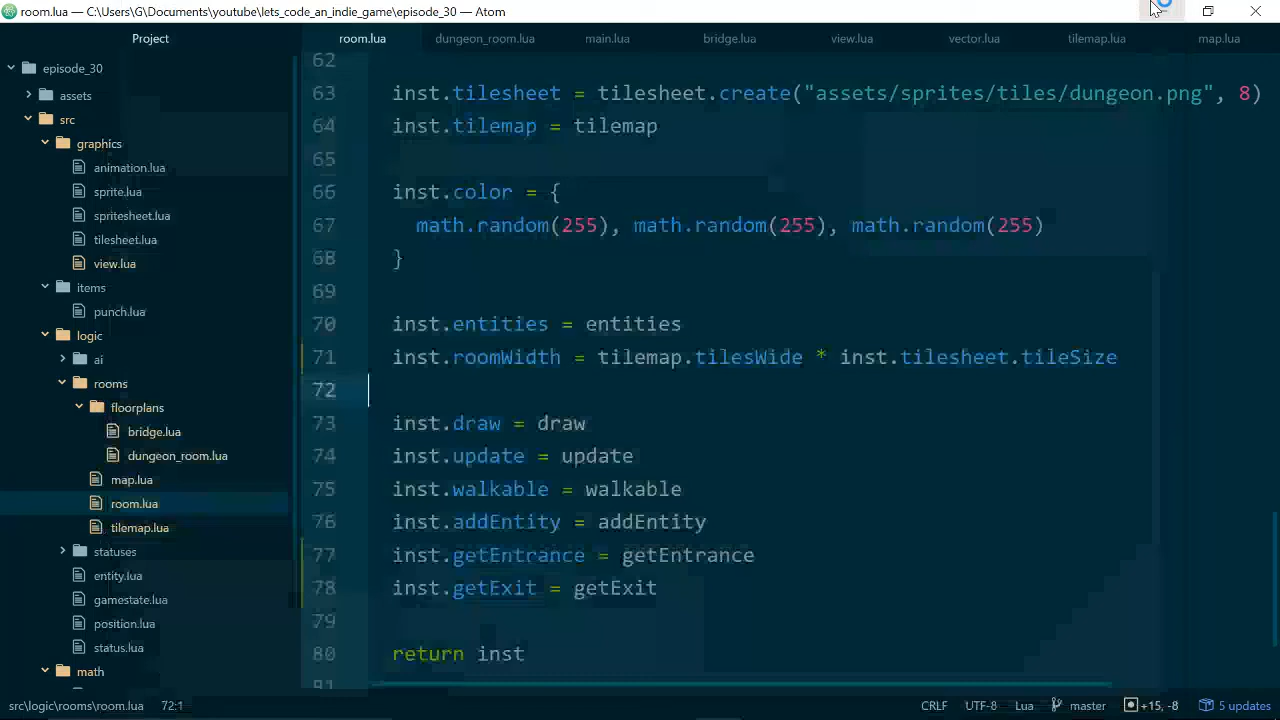 room.lua — C:\Users\G\Documents\youtube\lets_code_an_indie_game\episode_30 — Atom
Project
room.lua
dungeon_room.lua
main.lua
bridge.lua
view.lua
vector.lua
tilemap.lua
map.lua
episode_30
assets
src
graphics
animation.lua
sprite.lua
spritesheet.lua
tilesheet.lua
view.lua
items
punch.lua
logic
ai
rooms
floorplans
bridge.lua
dungeon_room.lua
map.lua
room.lua
tilemap.lua
statuses
entity.lua
gamestate.lua
position.lua
status.lua
math
62
63 inst.tilesheet = tilesheet.create("assets/sprites/tiles/dungeon.png", 8)
64 inst.tilemap = tilemap
65
66 inst.color = {
67 math.random(255), math.random(255), math.random(255)
68 }
69
70 inst.entities = entities
71 inst.roomWidth = tilemap.tilesWide * inst.tilesheet.tileSize
72
73 inst.draw = draw
74 inst.update = update
75 inst.walkable = walkable
76 inst.addEntity = addEntity
77 inst.getEntrance = getEntrance
78 inst.getExit = getExit
79
80 return inst
81
src\logic\rooms\room.lua 72:1 CRLF UTF-8 Lua master +15, -8 5 updates